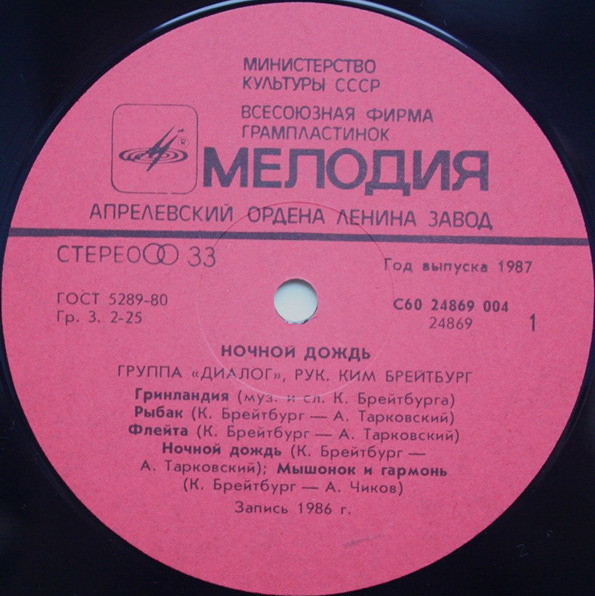 МИНИСТЕРСТВО
КУЛЬТУРЫ СССР
ВСЕСОЮЗНАЯ ФИРМА
ГРАМПЛАСТИНОК
®
МЕЛОДИЯ
АПРЕЛЕВСКИЙ ОРДЕНА ЛЕНИНА ЗАВОД
СТЕРЕО 33
Год выпуска 1987
ГОСТ 5289-80
Гр. 3. 2-25
С60 24869 004
24869
1
НОЧНОЙ ДОЖДЬ
ГРУППА «ДИАЛОГ», РУК. КИМ БРЕЙТБУРГ
Гринландия (муз. и сл. К. Брейтбурга)
Рыбак (К. Брейтбург — А. Тарковский)
Флейта (К. Брейтбург — А. Тарковский)
Ночной дождь (К. Брейтбург —
А. Тарковский); Мышонок и гармонь
(К. Брейтбург — А. Чиков)
Запись 1986 г.